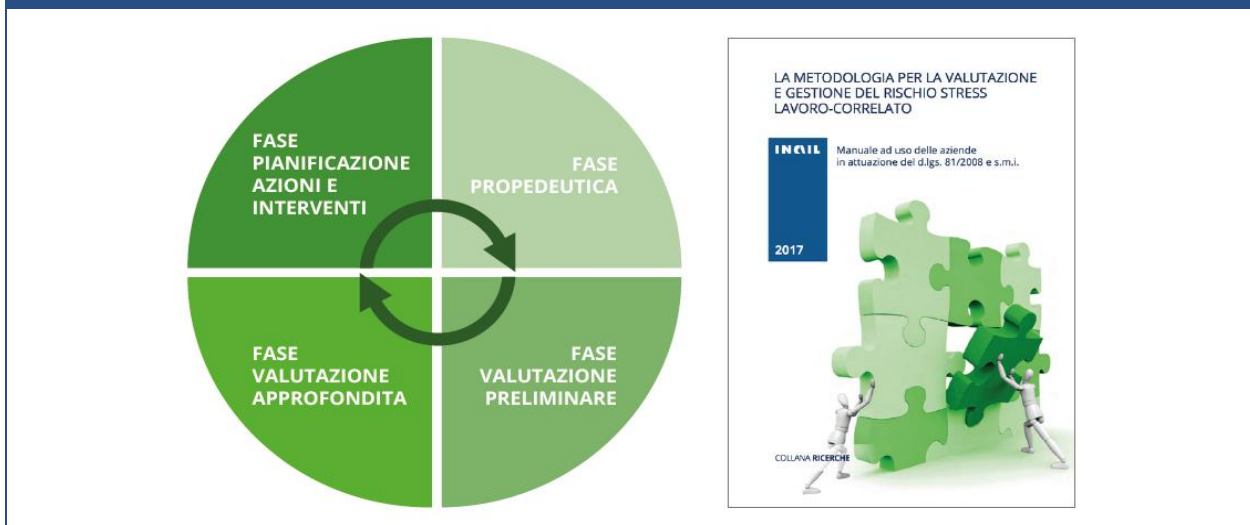 FASE
PIANIFICAZIONE
AZIONI E
INTERVENTI
FASE
PROPEDEUTICA
FASE
VALUTAZIONE
APPROFONDITA
FASE
VALUTAZIONE
PRELIMINARE
LA METODOLOGIA PER LA VALUTAZIONE
E GESTIONE DEL RISCHIO STRESS
LAVORO-CORRELATO
INAIL
Manuale ad uso delle aziende
in attuazione del d.lgs. 81/2008 e s.m.i.
2017
COLLANA RICERCHE